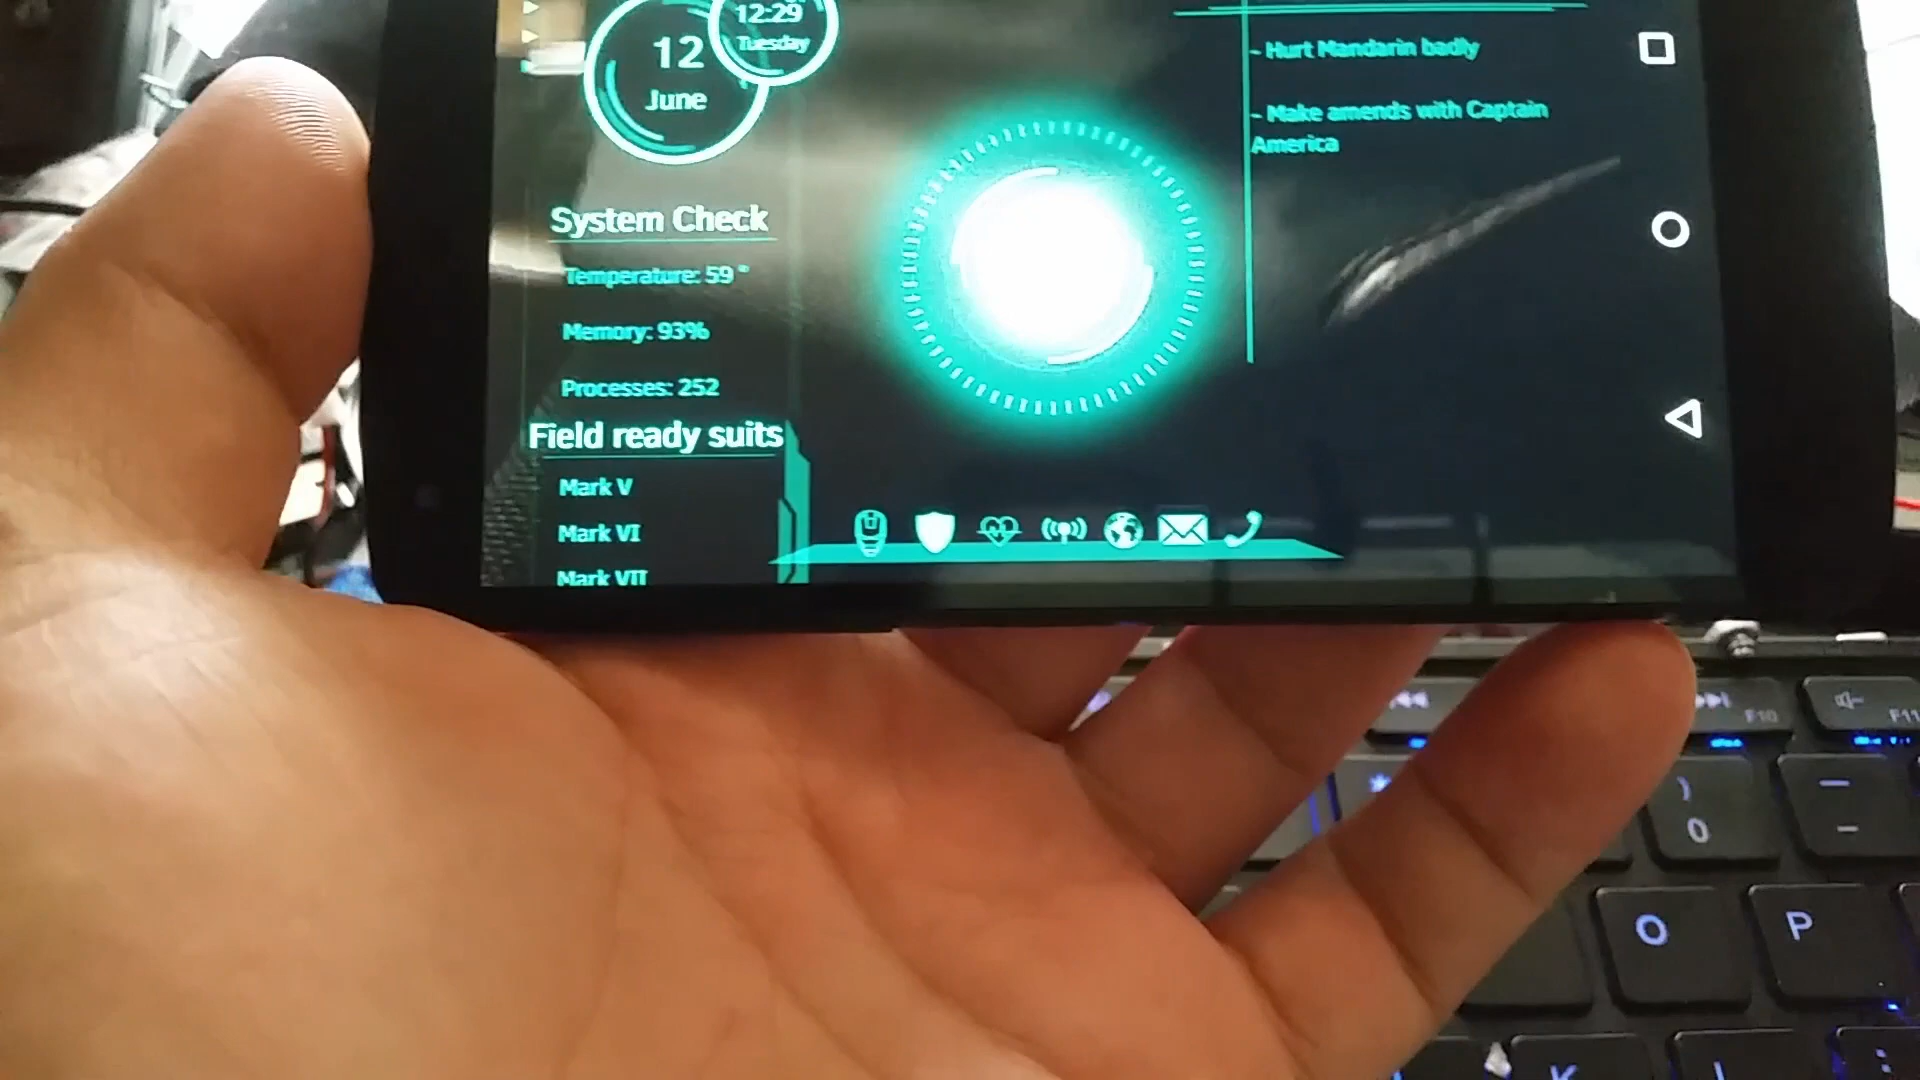 12:29
Tuesday
12
June
System Check
Temperature: 59 °
Memory: 93%
Processes: 252
Field ready suits
Mark V
Mark VI
Mark VII
- Hurt Mandarin badly
- Make amends with Captain
America
F10
F11
*
)
0
O
P
K
L